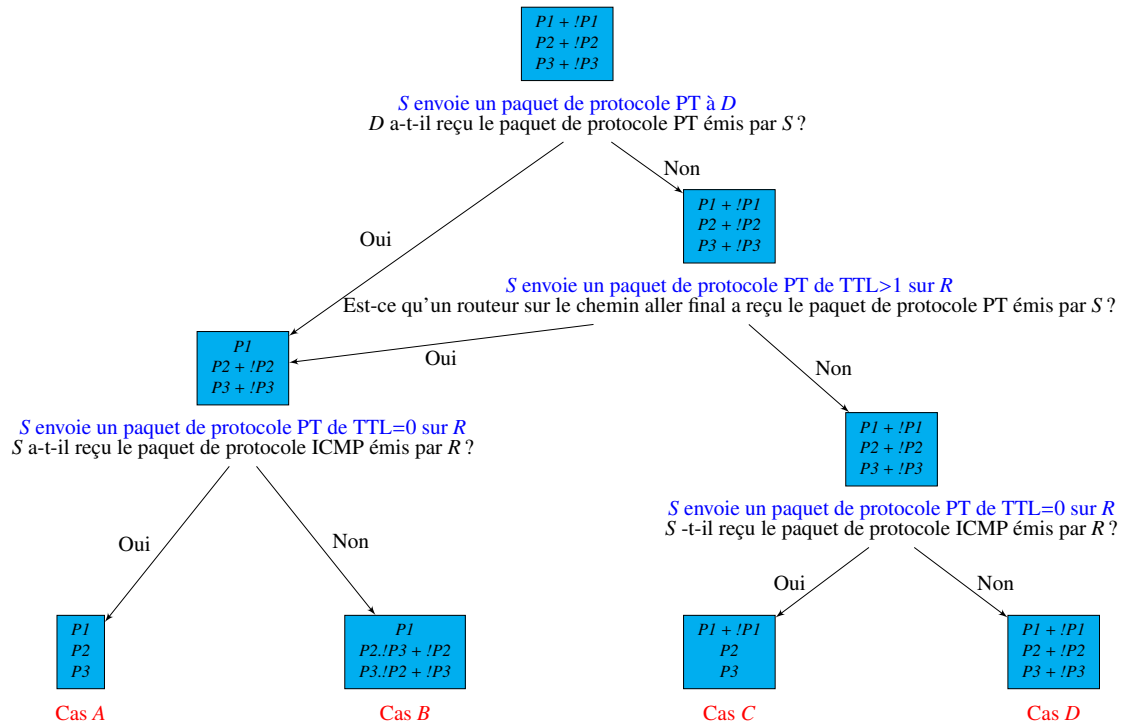 P1 + !P1
P2 + !P2
P3 + !P3
S envoie un paquet de protocole PT à D
D a-t-il reçu le paquet de protocole PT émis par S ?
Oui
Non
P1 + !P1
P2 + !P2
P3 + !P3
S envoie un paquet de protocole PT de TTL>1 sur R
Est-ce qu'un routeur sur le chemin aller final a reçu le paquet de protocole PT émis par S ?
Oui
Non
P1
P2 + !P2
P3 + !P3
S envoie un paquet de protocole PT de TTL=0 sur R
S a-t-il reçu le paquet de protocole ICMP émis par R ?
P1 + !P1
P2 + !P2
P3 + !P3
S envoie un paquet de protocole PT de TTL=0 sur R
S -t-il reçu le paquet de protocole ICMP émis par R ?
Oui
Non
Oui
Non
P1
P2
P3
Cas A
P1
P2.!P3 + !P2
P3.!P2 + !P3
Cas B
P1 + !P1
P2
P3
Cas C
P1 + !P1
P2 + !P2
P3 + !P3
Cas D